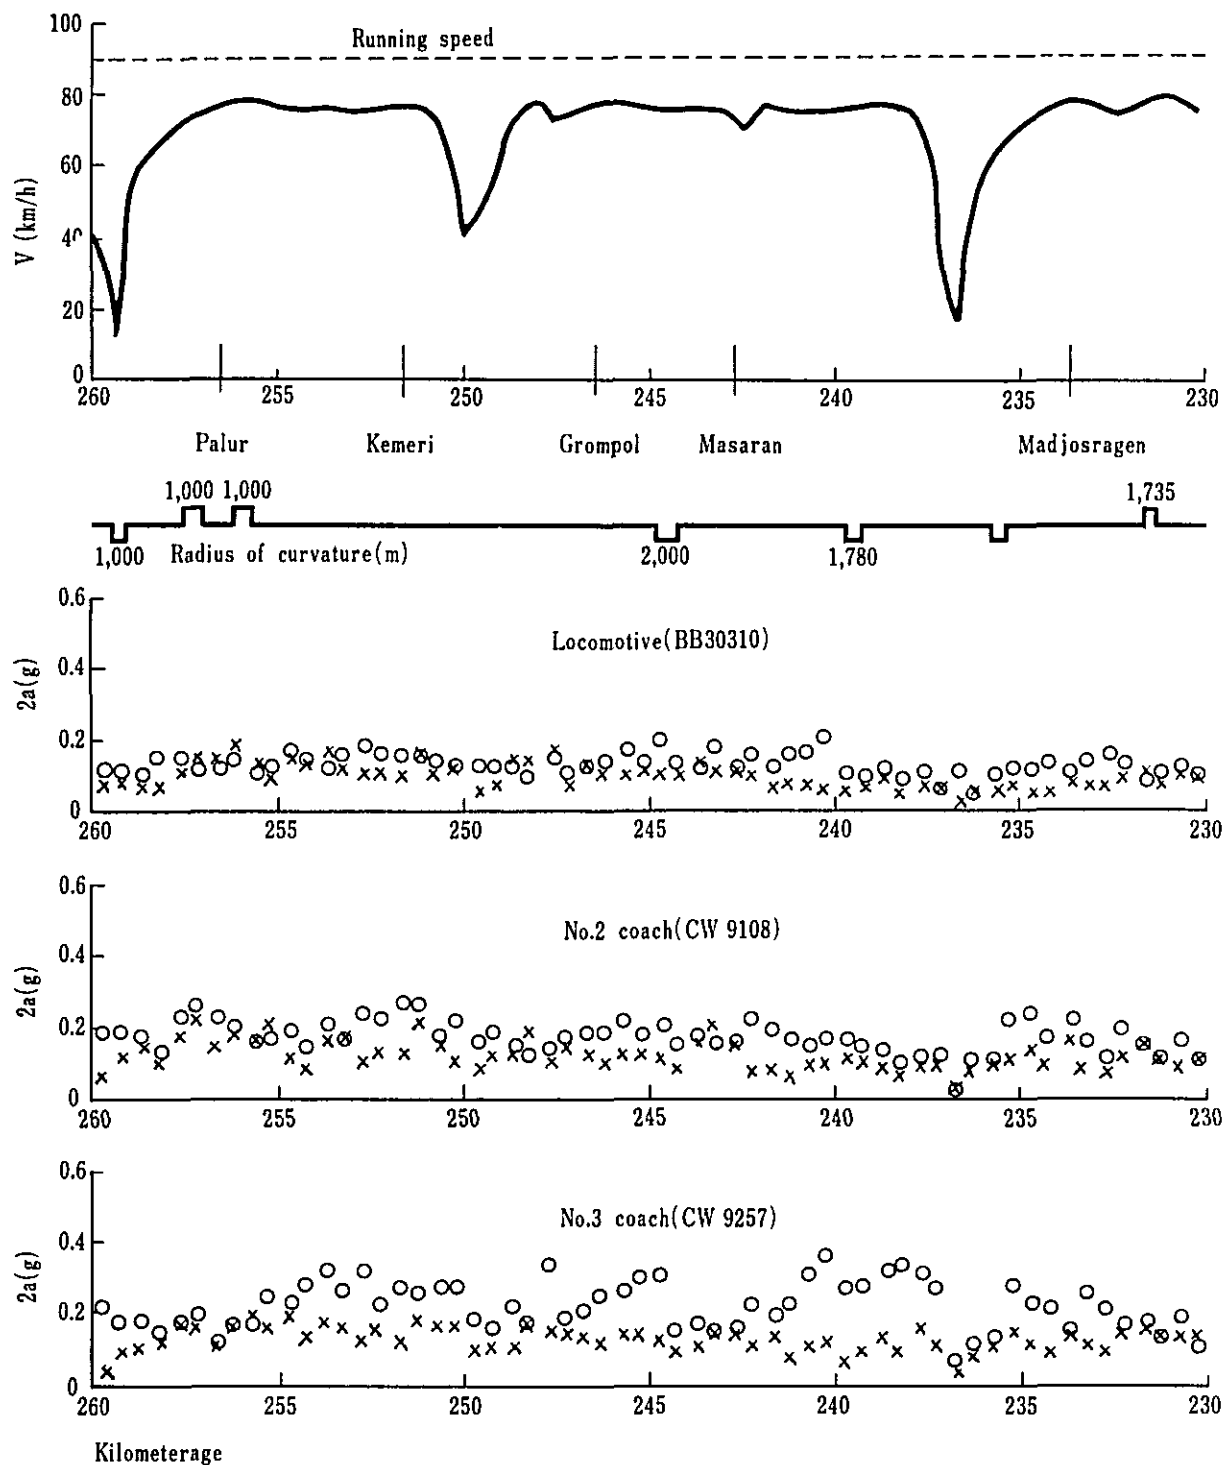 100
Running speed
80
60
V (km/h)
40
20
0
260 255 250 245 240 235 230
Palur Kemeri Grompol Masaran Madjosragen
1,000 1,000 1,735
1,000 Radius of curvature(m) 2,000 1,780
0.6
Locomotive(BB30310)
0.4
2a(g)
0.2
0
260 255 250 245 240 235 230
0.6
No.2 coach(CW 9108)
0.4
2a(g)
0.2
0
260 255 250 245 240 235 230
0.6
No.3 coach(CW 9257)
0.4
2a(g)
0.2
0
260 255 250 245 240 235 230
Kilometerage